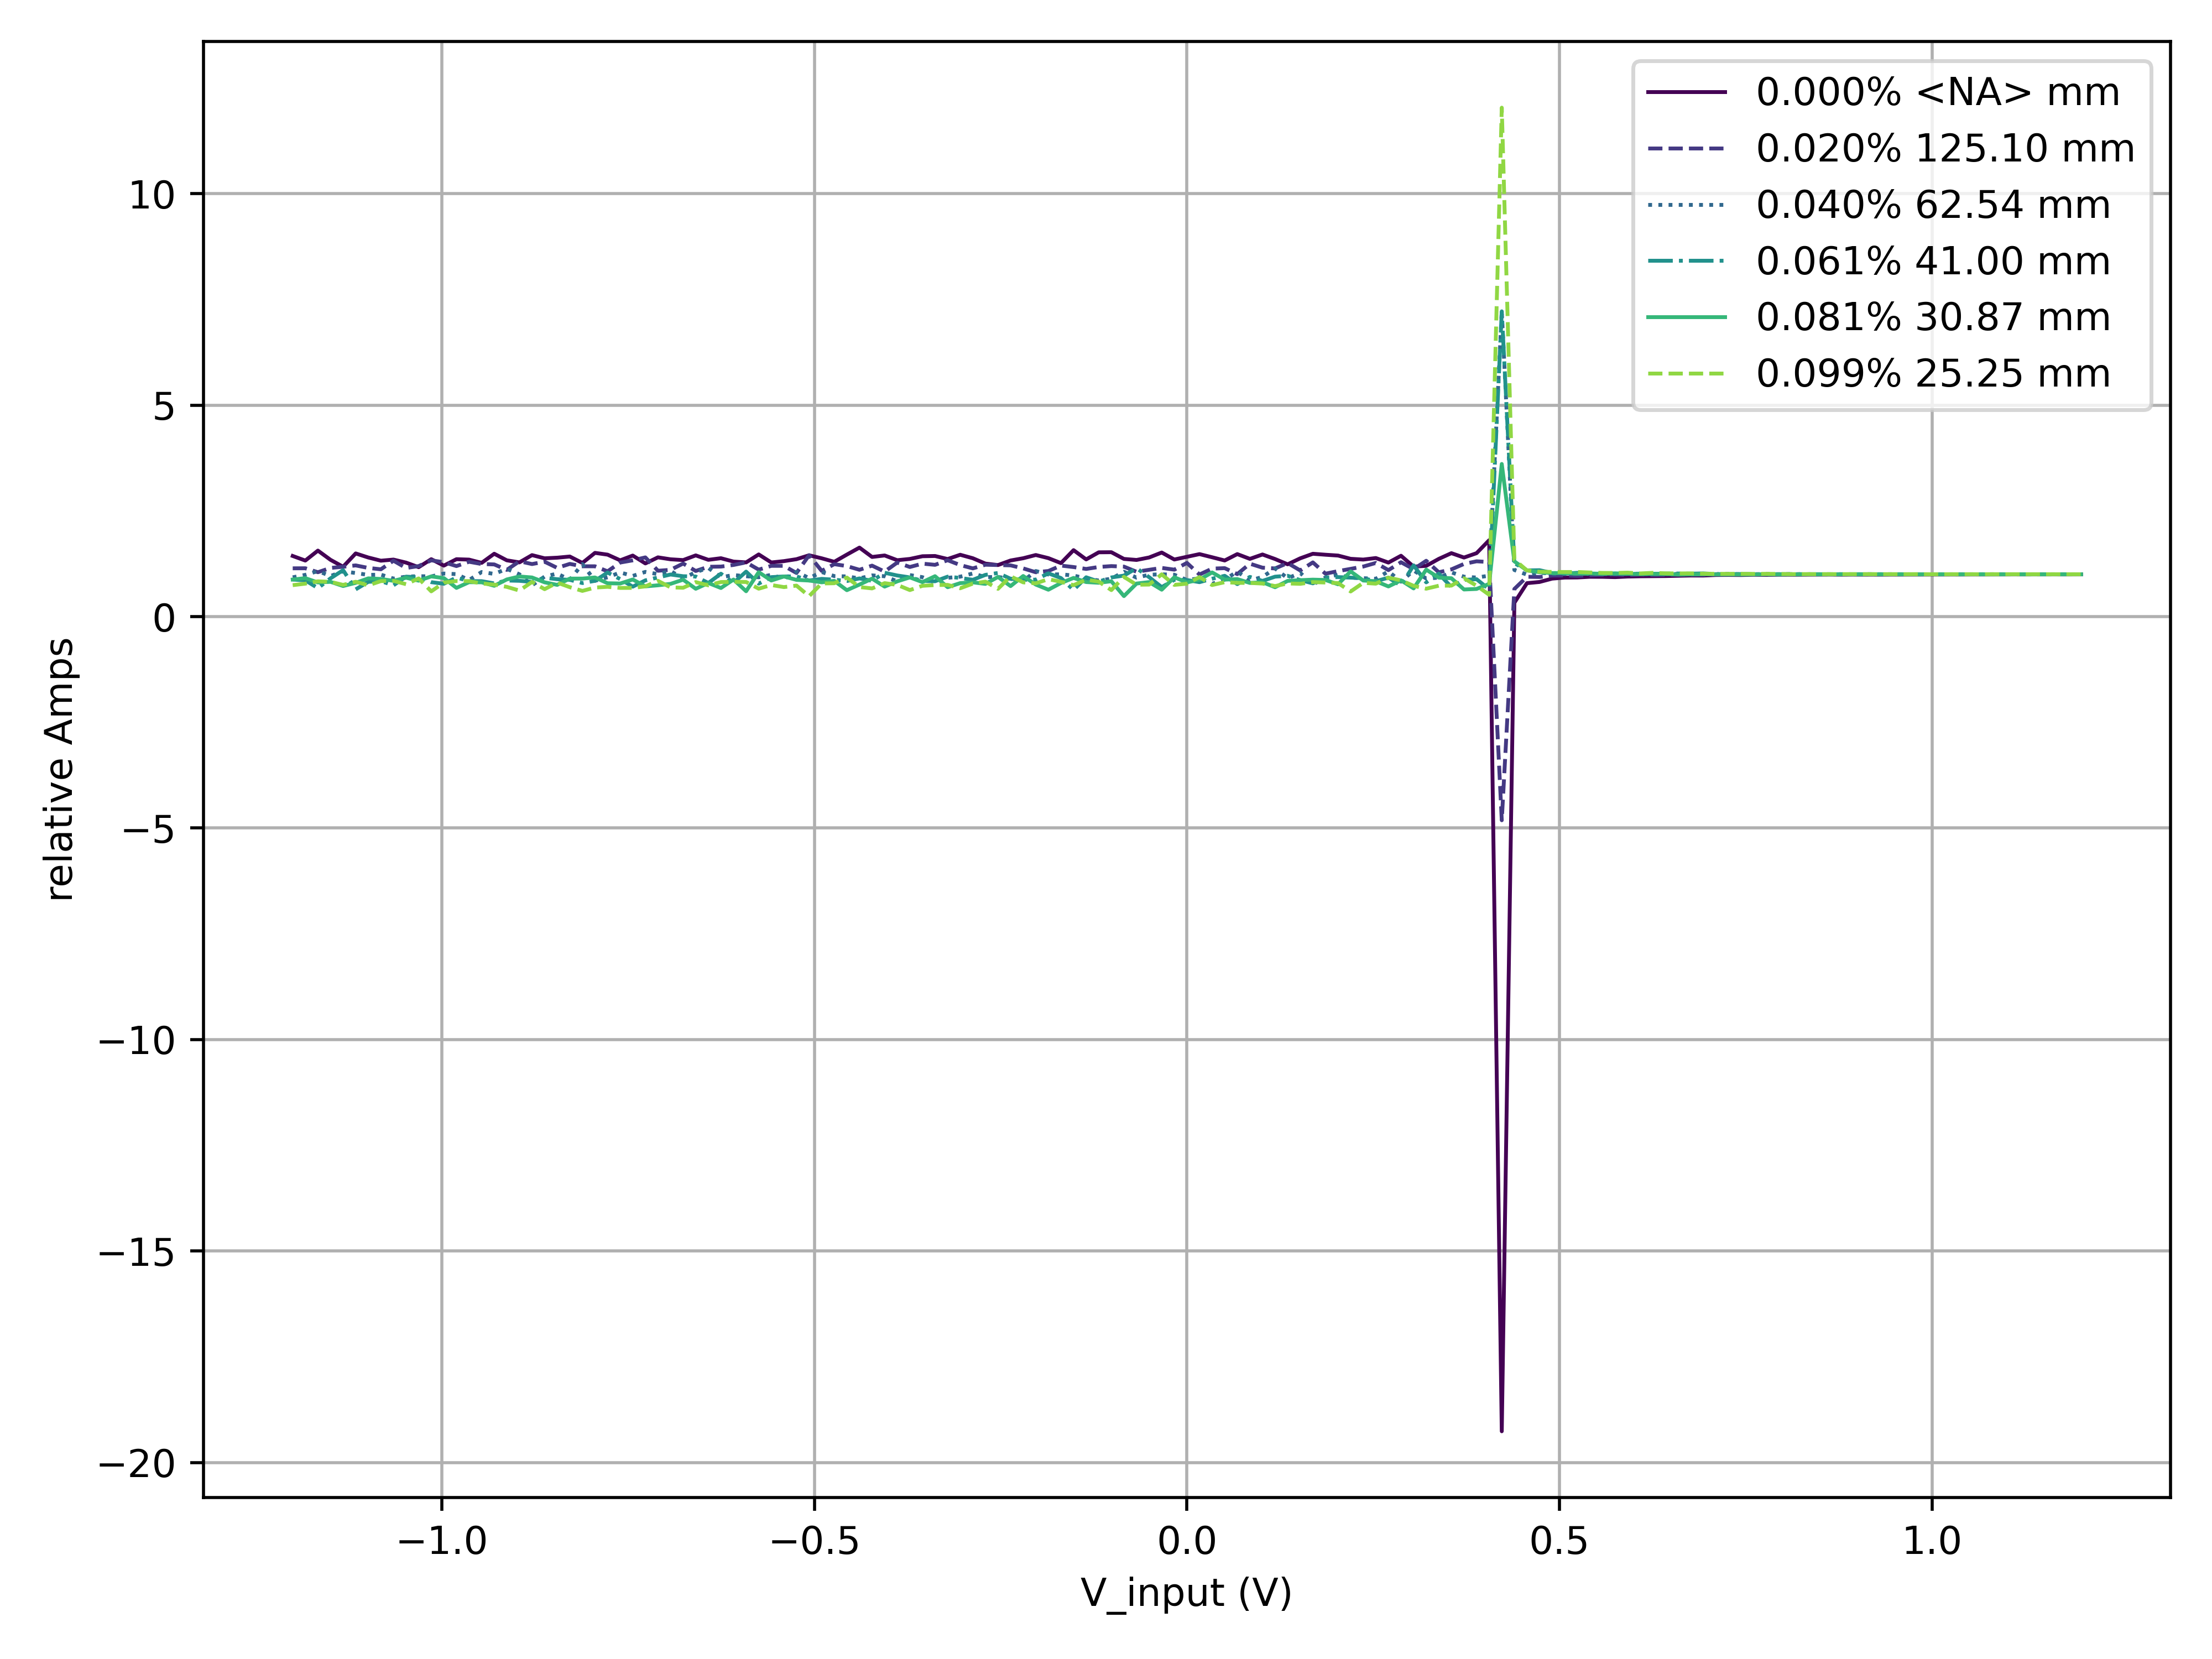 0.000% <NA> mm
0.020% 125.10 mm
0.040% 62.54 mm
0.061% 41.00 mm
0.081% 30.87 mm
0.099% 25.25 mm
10
5
0
−5
−10
−15
−20
relative Amps
−1.0 −0.5 0.0 0.5 1.0
V_input (V)